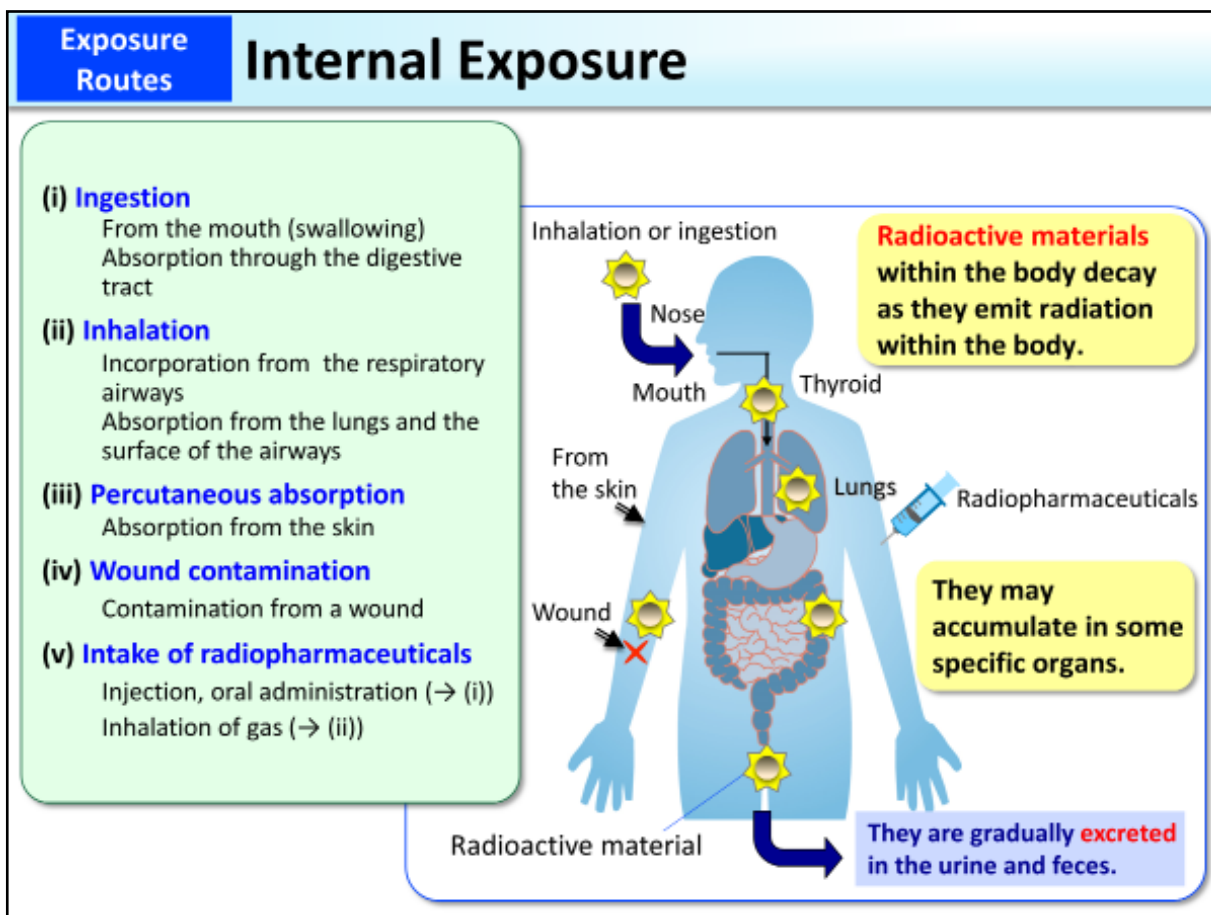 Exposure
Routes
Internal Exposure
(i) Ingestion
From the mouth (swallowing)
Absorption through the digestive
tract
(ii) Inhalation
Incorporation from the respiratory
airways
Absorption from the lungs and the
surface of the airways
(iii) Percutaneous absorption
Absorption from the skin
(iv) Wound contamination
Contamination from a wound
(v) Intake of radiopharmaceuticals
Injection, oral administration (→ (i))
Inhalation of gas (→ (ii))
Inhalation or ingestion
Nose
Mouth
Thyroid
From
the skin
Lungs
Radiopharmaceuticals
Wound
Radioactive material
Radioactive materials
within the body decay
as they emit radiation
within the body.
They may
accumulate in some
specific organs.
They are gradually excreted
in the urine and feces.